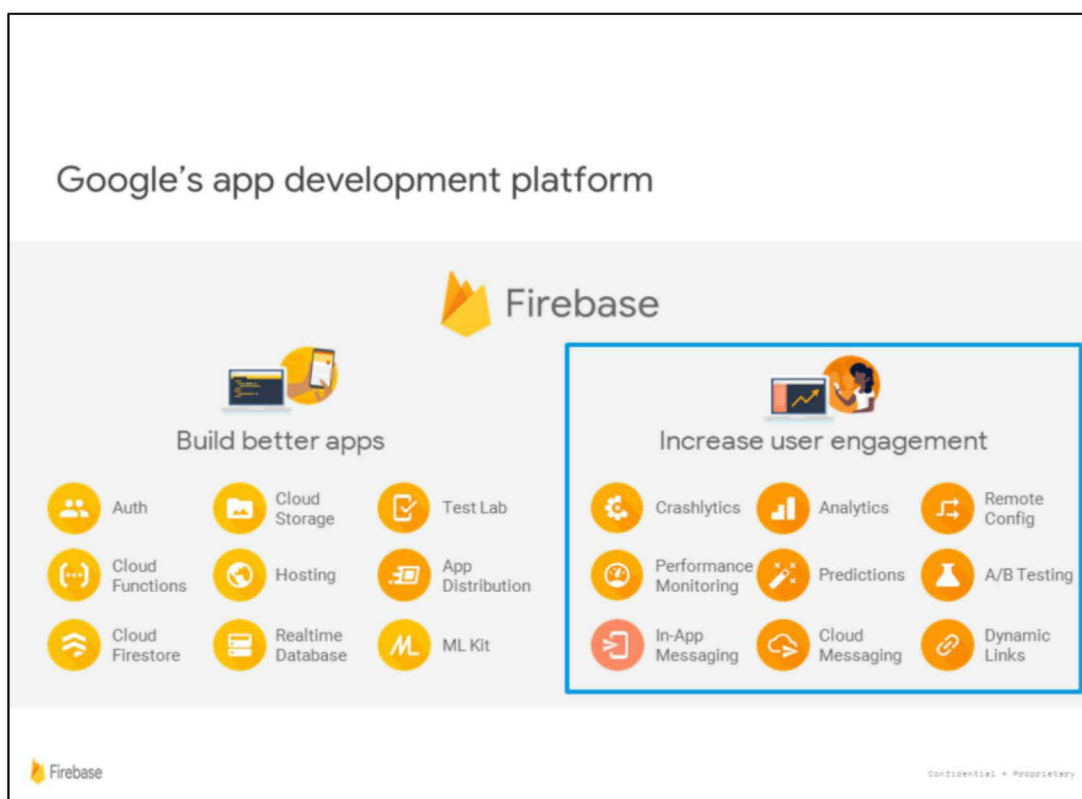 Google's app development platform
Firebase
Build better apps
Auth
Cloud
Storage
Test Lab
Cloud
Functions
Hosting
App
Distribution
Cloud
Firestore
Realtime
Database
ML Kit
Increase user engagement
Crashlytics
Analytics
Remote
Config
Performance
Monitoring
Predictions
A/B Testing
In-App
Messaging
Cloud
Messaging
Dynamic
Links
Firebase
Confidential + Proprietary